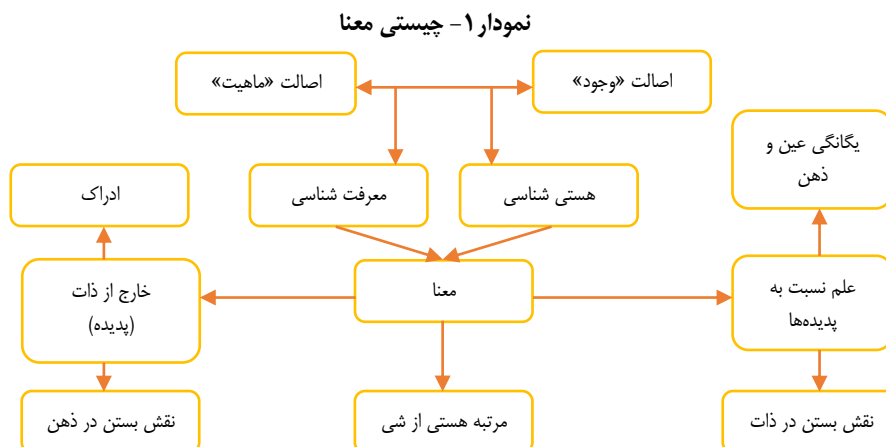 نمودار ۱- چیستی معنا
اصالت «وجود»
اصالت «ماهیت»
یگانگی عین و
ذهن
هستی شناسی
معرفت شناسی
ادراک
علم نسبت به
پدیده‌ها
معنا
خارج از ذات
(پدیده)
نقش بستن در ذات
مرتبه هستی از شی
نقش بستن در ذهن